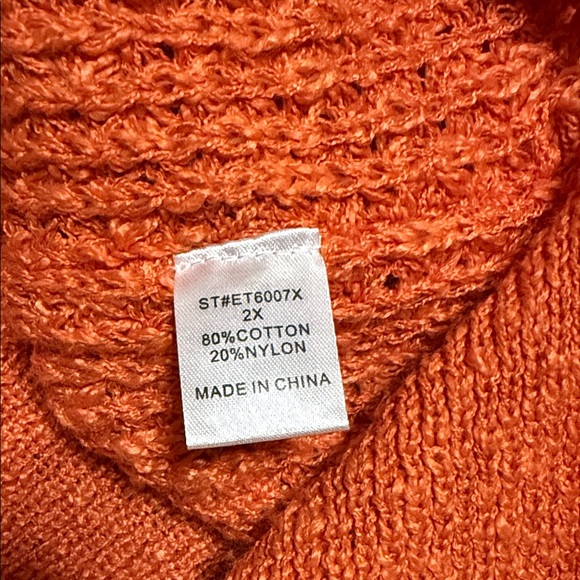 ST#ET6007X
2X
80%COTTON
20%NYLON
MADE IN CHINA